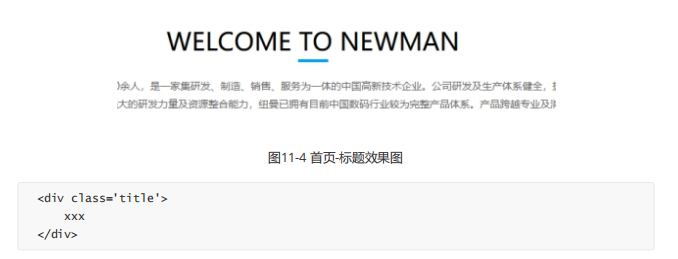 WELCOME TO NEWMAN
余人，是一家集研发、制造、销售、服务为一体的中国高新技术企业。公司研发及生产体系健全，
大的研发力量及资源整合能力，纽曼已拥有目前中国数码行业较为完整产品体系。产品跨越专业及
图11-4 首页-标题效果图
<div class='title'>
    xxx
</div>